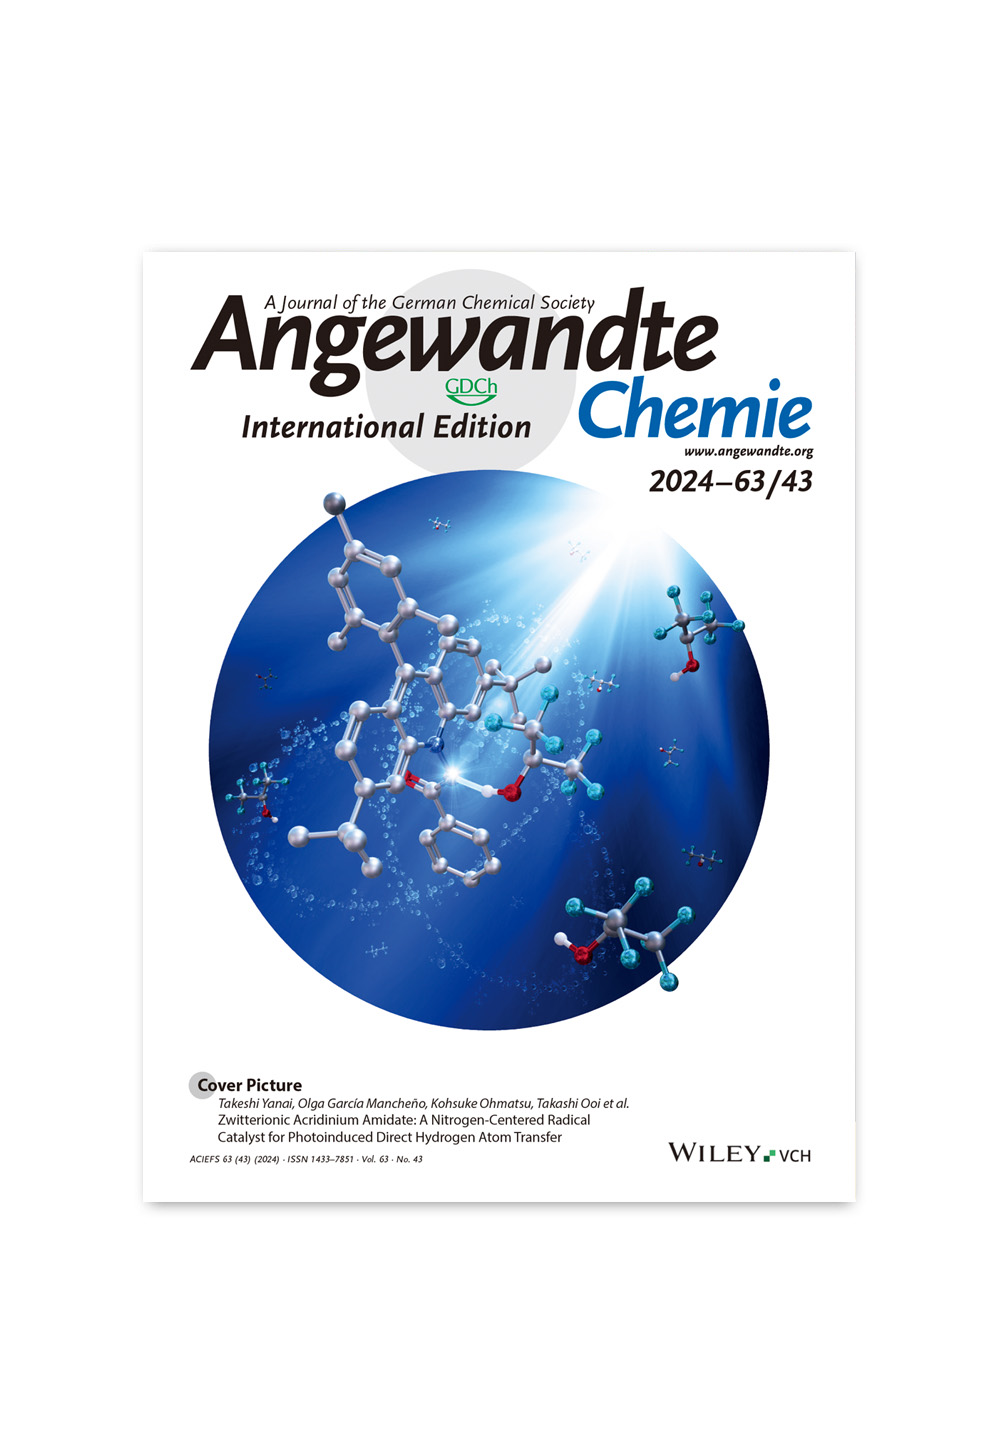 A Journal of the German Chemical Society
Angewandte
GDCh
Chemie
International Edition
www.angewandte.org
2024–63/43
Cover Picture
Takeshi Yanai, Olga García Mancheño, Kohsuke Ohmatsu, Takashi Ooi et al.
Zwitterionic Acridinium Amidate: A Nitrogen-Centered Radical
Catalyst for Photoinduced Direct Hydrogen Atom Transfer
ACIEFS 63 (43) (2024) · ISSN 1433–7851 · Vol. 63 · No. 43
WILEY VCH